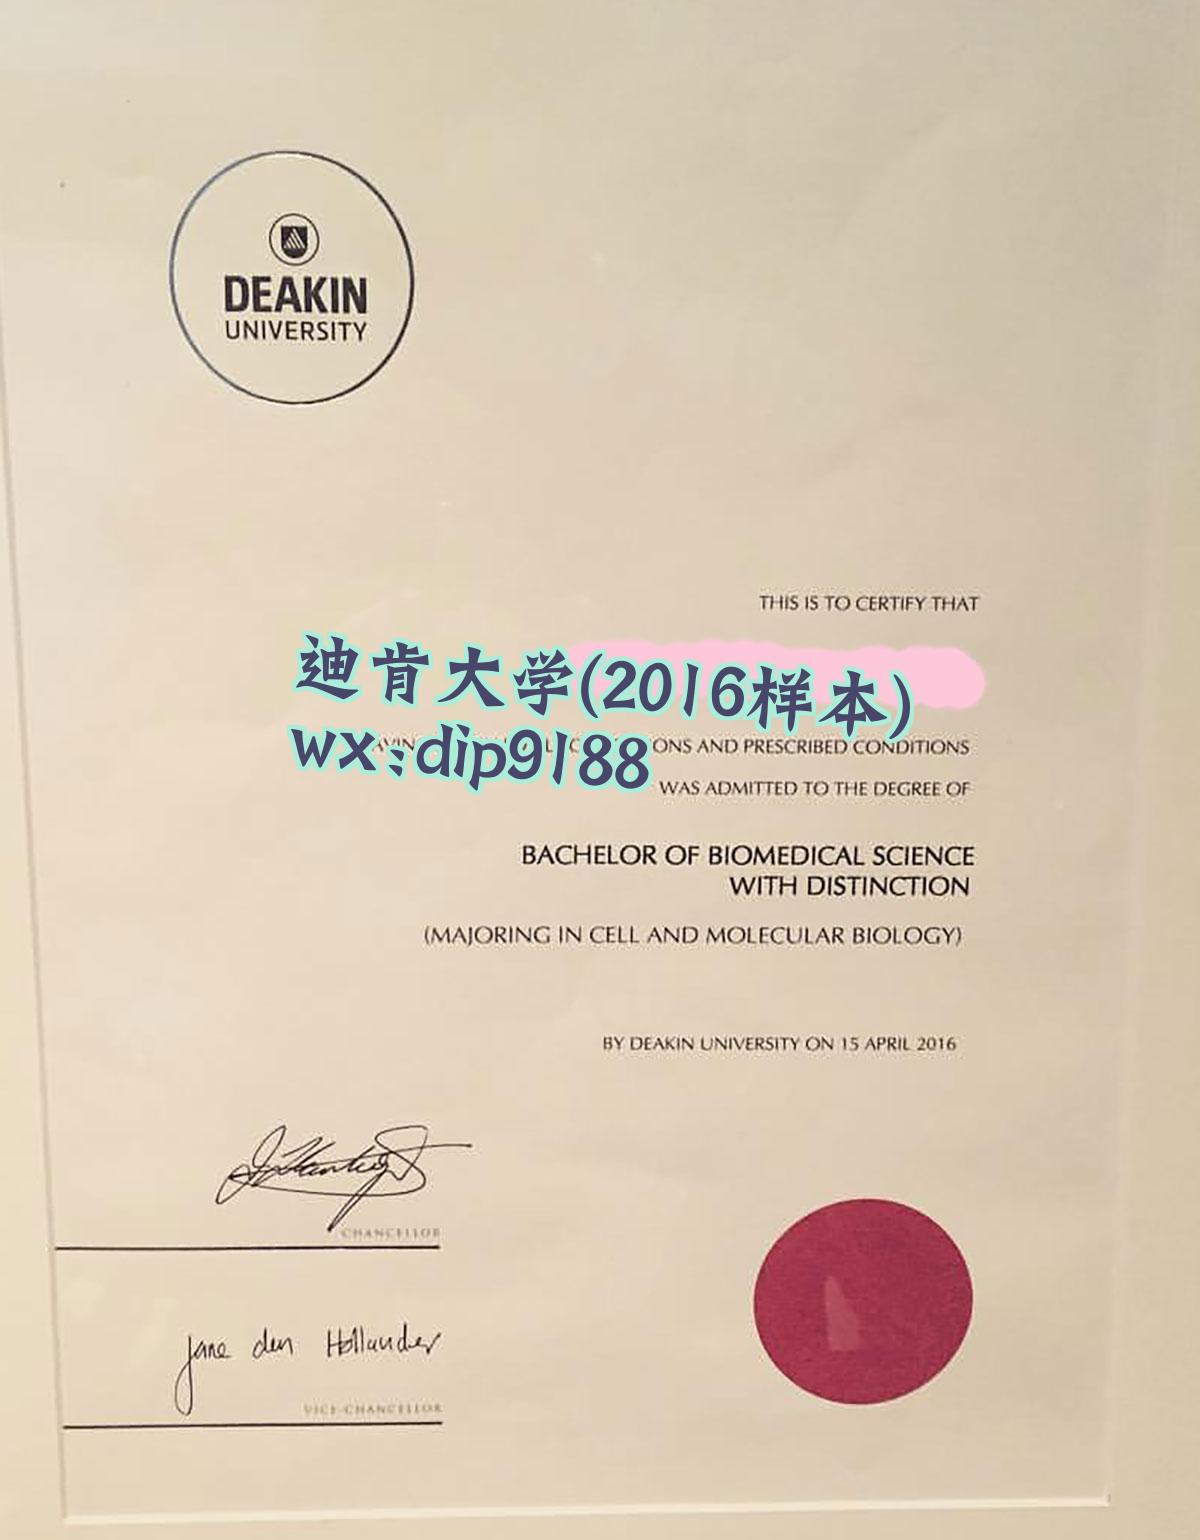 DEAKIN
UNIVERSITY
THIS IS TO CERTIFY THAT
迪肯大学(2016样本)
wx:dip9188
ONS AND PRESCRIBED CONDITIONS
WAS ADMITTED TO THE DEGREE OF
BACHELOR OF BIOMEDICAL SCIENCE
WITH DISTINCTION
(MAJORING IN CELL AND MOLECULAR BIOLOGY)
BY DEAKIN UNIVERSITY ON 15 APRIL 2016
CHANCELLOR
Jane den Hollander
VICE-CHANCELLOR